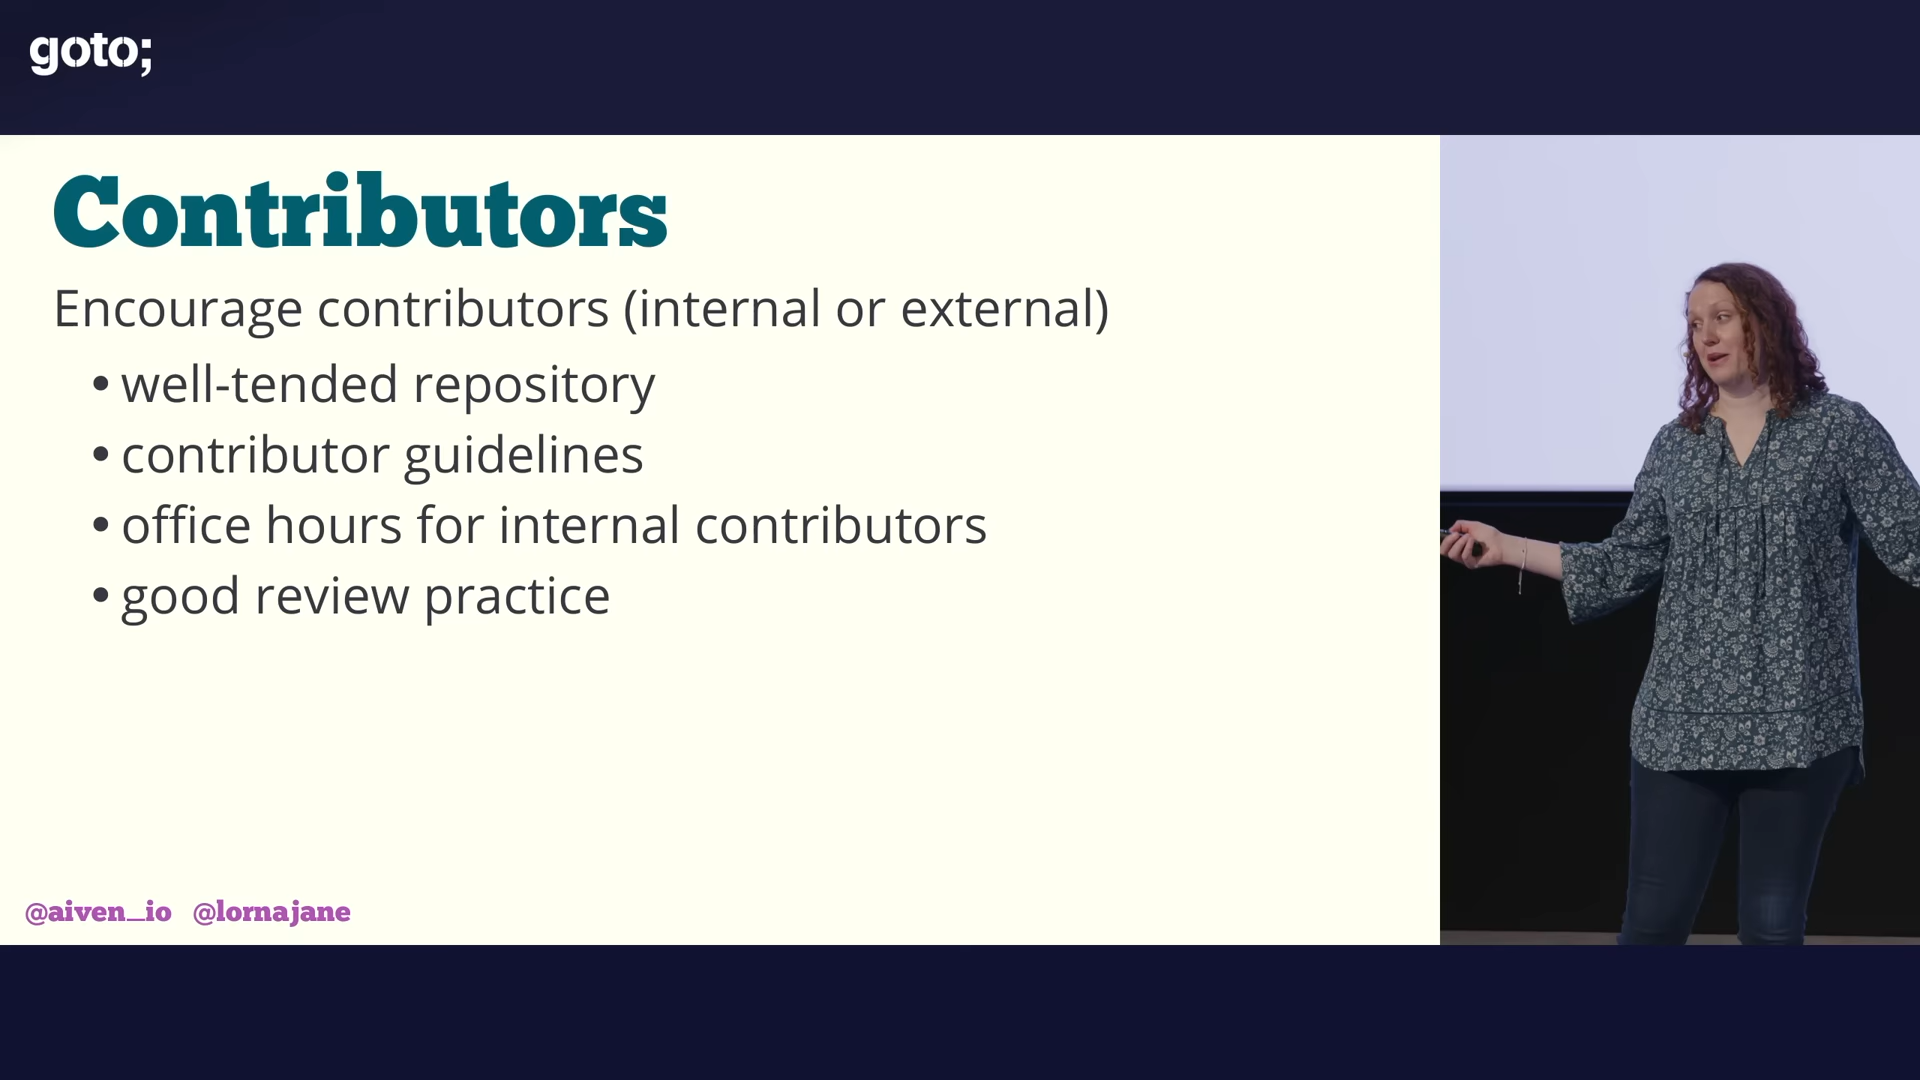 goto;
Contributors
Encourage contributors (internal or external)
• well-tended repository
• contributor guidelines
• office hours for internal contributors
• good review practice
@aiven_io @lornajane